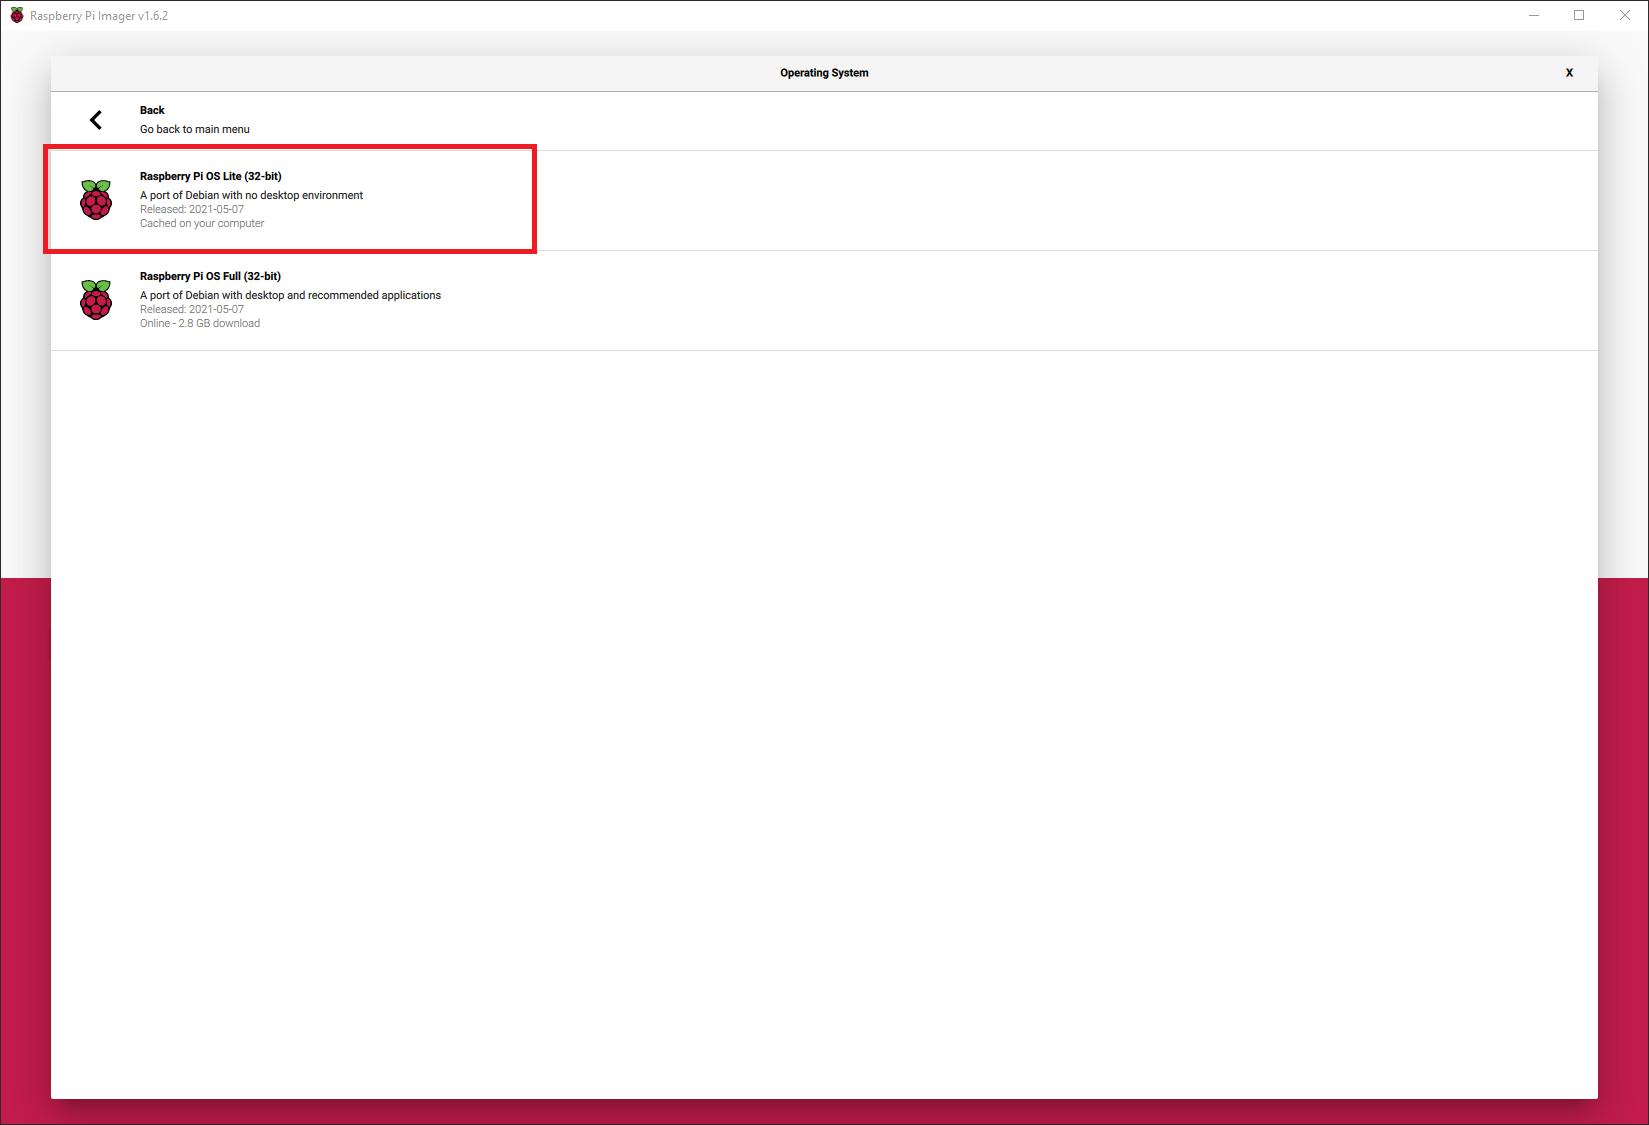 Raspberry Pi Imager v1.6.2
Operating System
X
Back
Go back to main menu
Raspberry Pi OS Lite (32-bit)
A port of Debian with no desktop environment
Released: 2021-05-07
Cached on your computer
Raspberry Pi OS Full (32-bit)
A port of Debian with desktop and recommended applications
Released: 2021-05-07
Online - 2.8 GB download